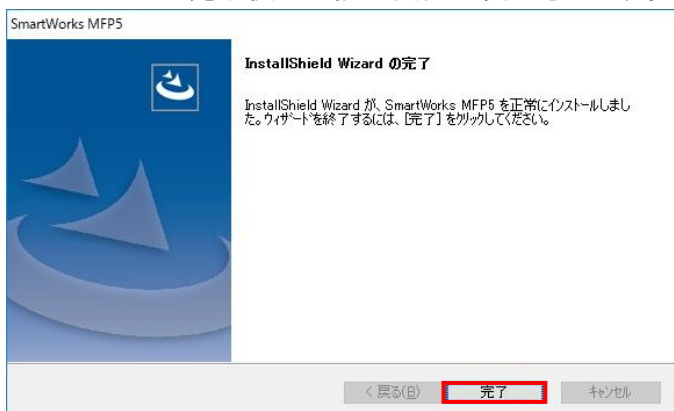 SmartWorks MFP5
InstallShield Wizard の完了
InstallShield Wizard が、SmartWorks MFP5 を正常にインストールしまし
た。ウィザードを終了するには、[完了] をクリックしてください。
< 戻る(B)
完了
キャンセル